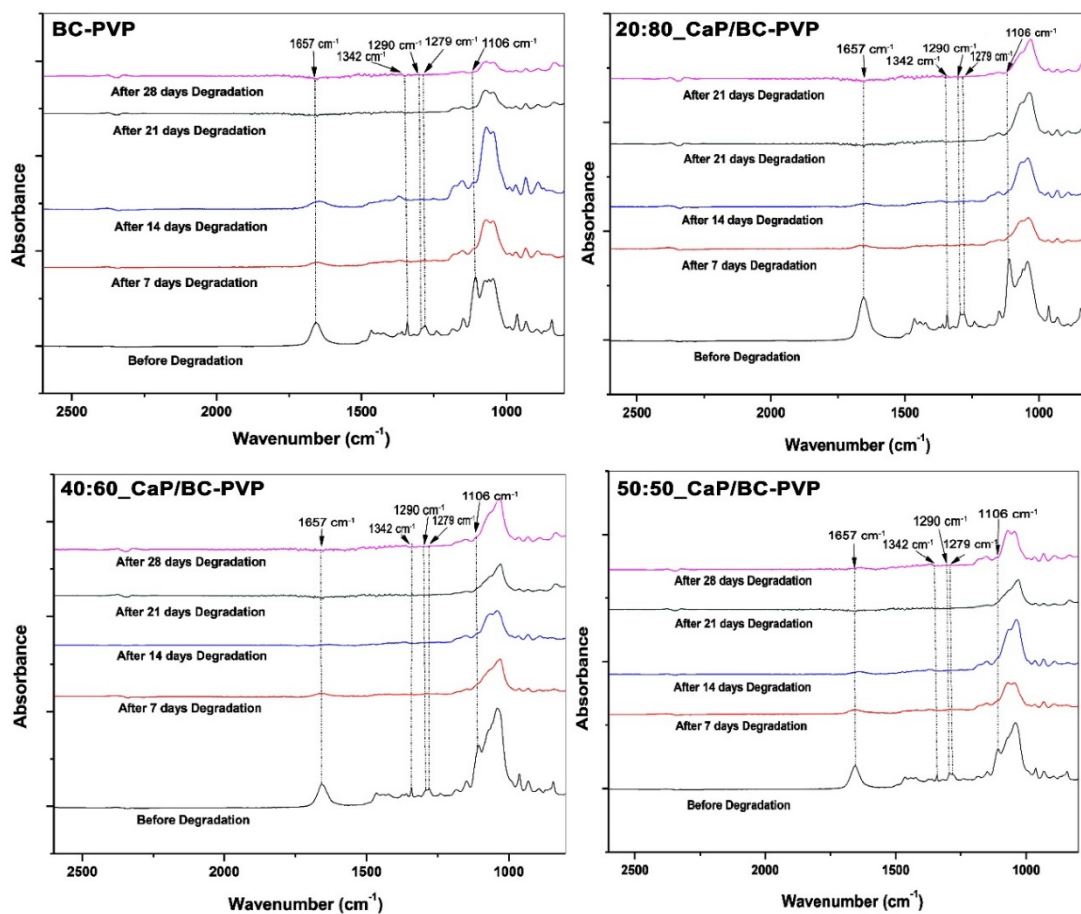 BC-PVP
1657 cm-1
1342 cm-1
1290 cm-1
1279 cm-1
1106 cm-1
After 28 days Degradation
After 21 days Degradation
After 14 days Degradation
After 7 days Degradation
Before Degradation
Absorbance
2500 2000 1500 1000
Wavenumber (cm-1)
20:80_CaP/BC-PVP
1657 cm-1
1342 cm-1
1290 cm-1
1279 cm-1
1106 cm-1
After 21 days Degradation
After 21 days Degradation
After 14 days Degradation
After 7 days Degradation
Before Degradation
Absorbance
2500 2000 1500 1000
Wavenumber (cm-1)
40:60_CaP/BC-PVP
1657 cm-1
1342 cm-1
1290 cm-1
1279 cm-1
1106 cm-1
After 28 days Degradation
After 21 days Degradation
After 14 days Degradation
After 7 days Degradation
Before Degradation
Absorbance
2500 2000 1500 1000
Wavenumber (cm-1)
50:50_CaP/BC-PVP
1657 cm-1
1342 cm-1
1290 cm-1
1279 cm-1
1106 cm-1
After 28 days Degradation
After 21 days Degradation
After 14 days Degradation
After 7 days Degradation
Before Degradation
Absorbance
2500 2000 1500 1000
Wavenumber (cm-1)